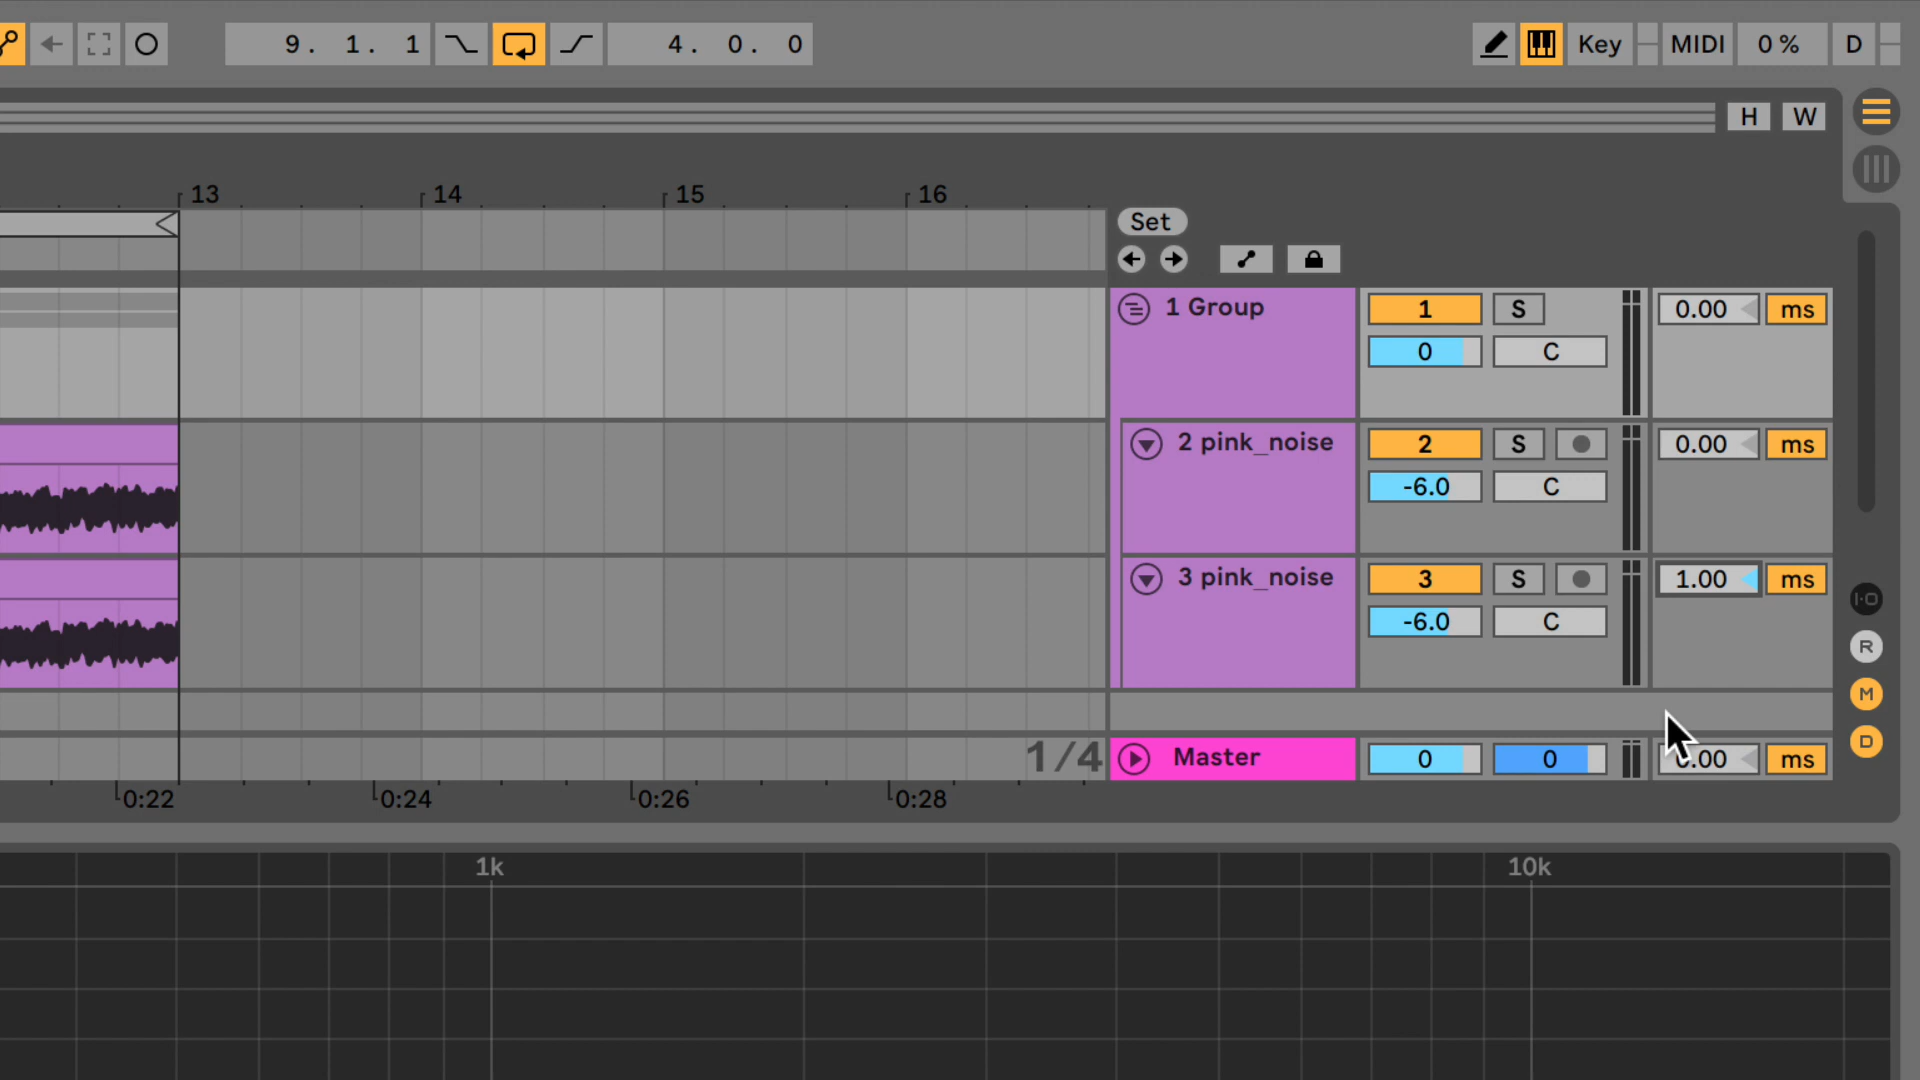 9. 1. 1 4. 0. 0 Key MIDI 0 % D
H W
13 14 15 16
Set
1 Group 1 S 0.00 ms
0 C
2 pink_noise 2 S 0.00 ms
-6.0 C
3 pink_noise 3 S 1.00 ms
-6.0 C
I·O
R
M
D
1/4 Master 0 0 0.00 ms
0:22 0:24 0:26 0:28
1k 10k